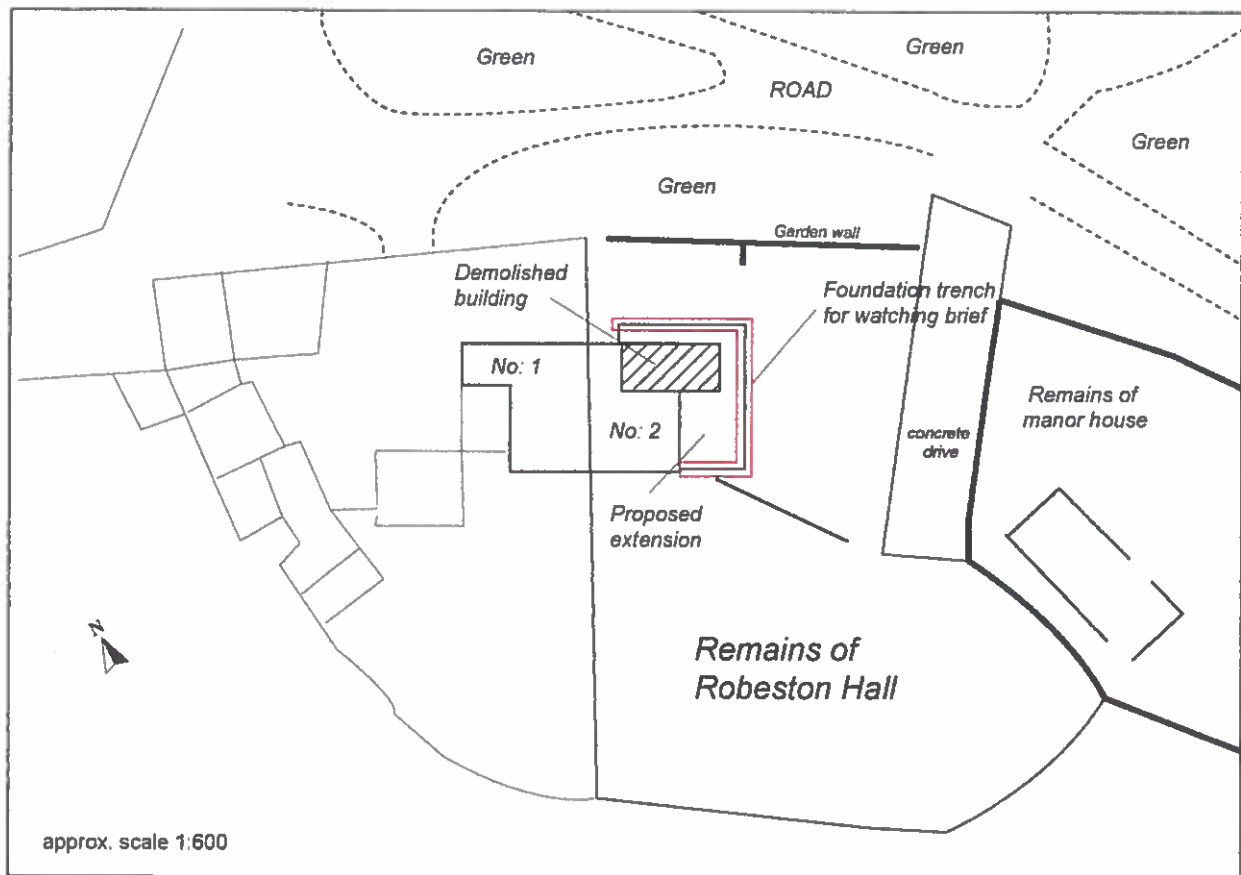 Green
Green
ROAD
Green
Green
Garden wall
Demolished
building
Foundation trench
for watching brief
No: 1
Remains of
manor house
No: 2
concrete
drive
Proposed
extension
N
Remains of
Robeston Hall
approx. scale 1:600